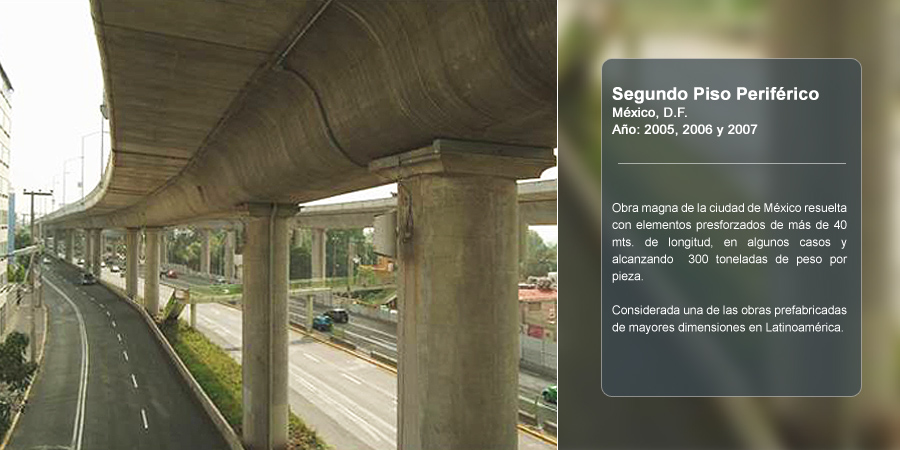 Segundo Piso Periférico
México, D.F.
Año: 2005, 2006 y 2007
Obra magna de la ciudad de México resuelta
con elementos presforzados de más de 40
mts. de longitud, en algunos casos y
alcanzando 300 toneladas de peso por
pieza.
Considerada una de las obras prefabricadas
de mayores dimensiones en Latinoamérica.